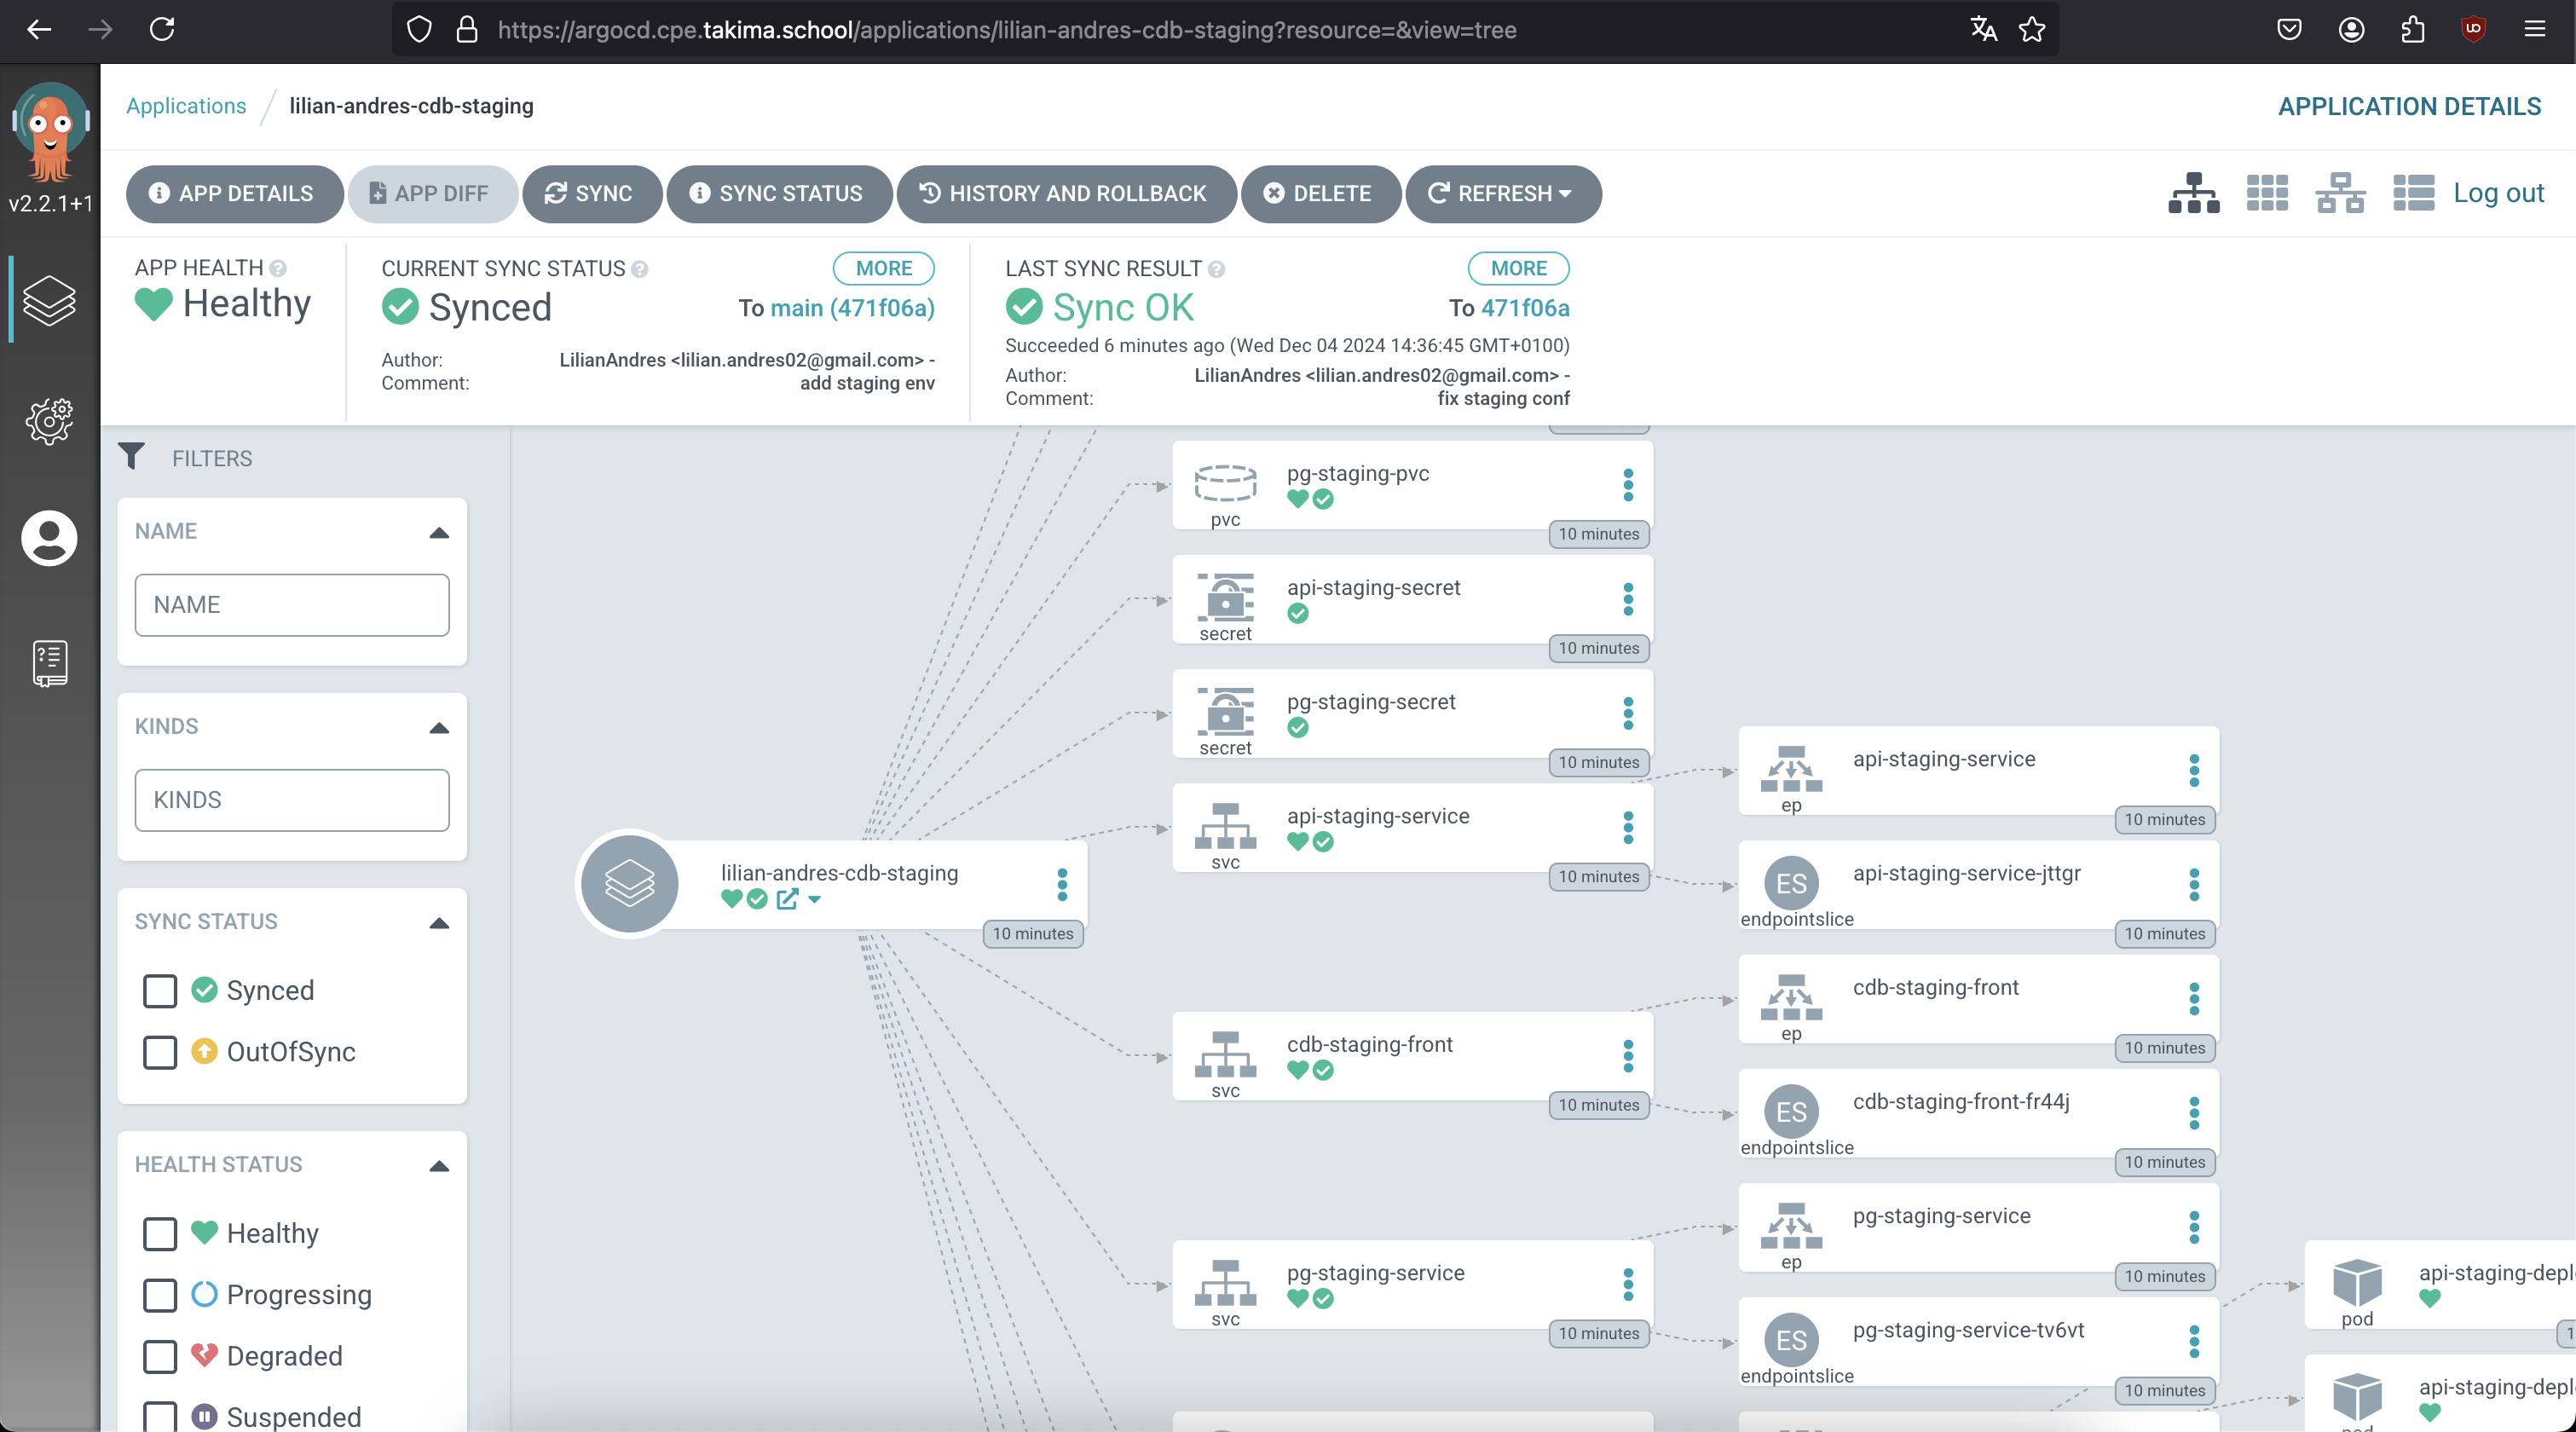 https://argocd.cpe.takima.school/applications/lilian-andres-cdb-staging?resource=&view=tree
v2.2.1+1
Applications / lilian-andres-cdb-staging
APPLICATION DETAILS
APP DETAILS
APP DIFF
SYNC
SYNC STATUS
HISTORY AND ROLLBACK
DELETE
REFRESH
Log out
APP HEALTH
Healthy
CURRENT SYNC STATUS
MORE
Synced
To main (471f06a)
Author:
LilianAndres <lilian.andres02@gmail.com> -
Comment:
add staging env
LAST SYNC RESULT
MORE
Sync OK
To 471f06a
Succeeded 6 minutes ago (Wed Dec 04 2024 14:36:45 GMT+0100)
Author:
LilianAndres <lilian.andres02@gmail.com> -
Comment:
fix staging conf
FILTERS
NAME
NAME
KINDS
KINDS
SYNC STATUS
Synced
OutOfSync
HEALTH STATUS
Healthy
Progressing
Degraded
Suspended
lilian-andres-cdb-staging
10 minutes
pg-staging-pvc
pvc
10 minutes
api-staging-secret
secret
10 minutes
pg-staging-secret
secret
10 minutes
api-staging-service
svc
10 minutes
cdb-staging-front
svc
10 minutes
pg-staging-service
svc
10 minutes
api-staging-service
ep
10 minutes
ES
api-staging-service-jttgr
endpointslice
10 minutes
cdb-staging-front
ep
10 minutes
ES
cdb-staging-front-fr44j
endpointslice
10 minutes
pg-staging-service
ep
10 minutes
ES
pg-staging-service-tv6vt
endpointslice
10 minutes
api-staging-depl
pod
api-staging-depl